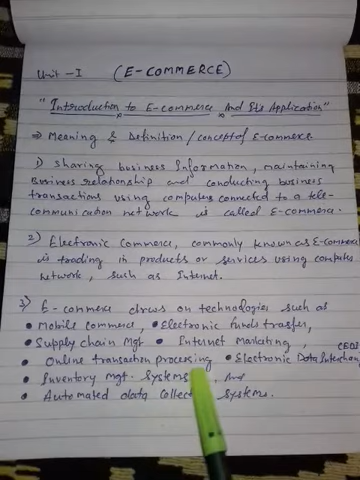 Unit - I (E-COMMERCE)
"Introduction to E-commerce And Its Application"
⇒ Meaning & Definition / concept of E-commerce
1) Sharing business Information, maintaining
Business relationship and conducting business
transactions using computers connected to a tele-
communication network is called E-commerce.
2) Electronic Commerce, commonly known as E-commerce
is trading in products or services using computer
network, such as Internet.
3) E-commerce draws on technologies such as
• Mobile commerce, • Electronic funds transfer,
• Supply chain Mgt • Internet Marketing,
• Online transaction processing • Electronic Data (EDI)
• Inventory mgt. Systems, And
• Automated data Systems.